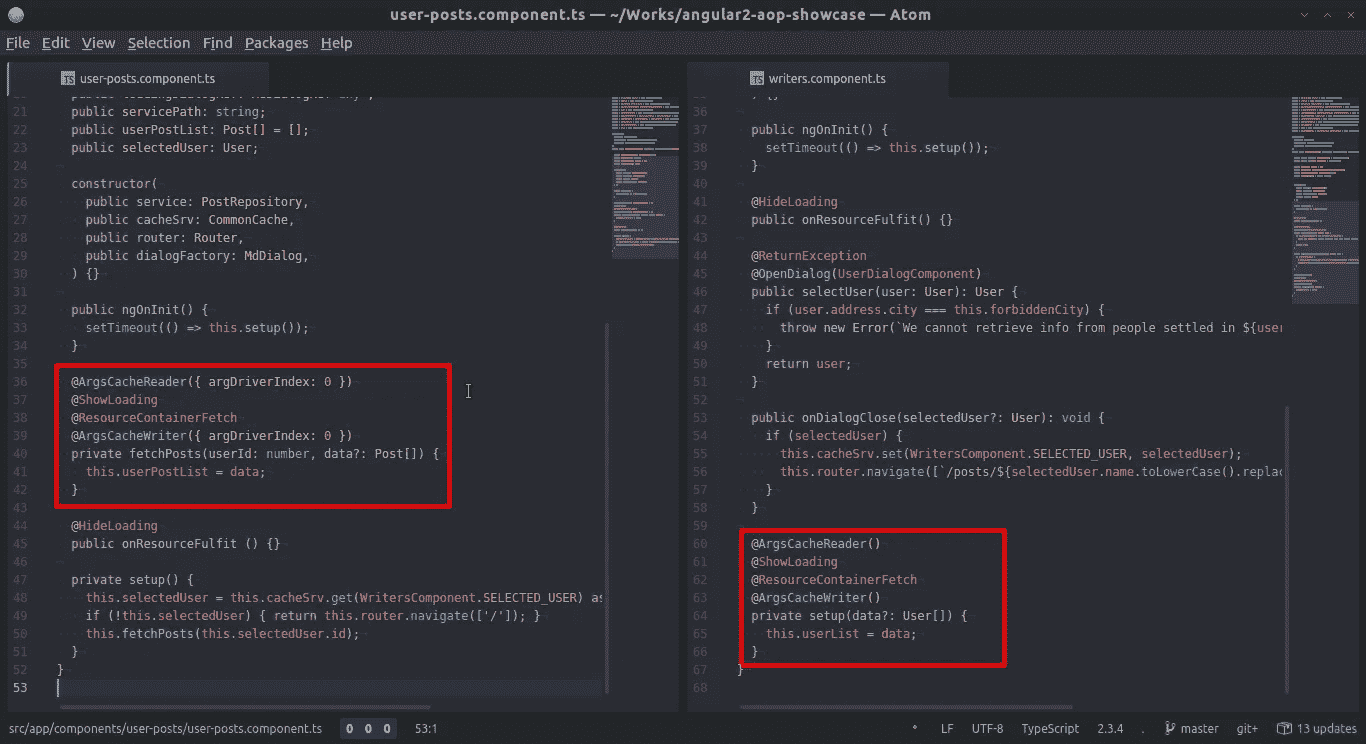 user-posts.component.ts — ~/Works/angular2-aop-showcase — Atom
File Edit View Selection Find Packages Help
TS user-posts.component.ts
21 public servicePath: string;
22 public userPostList: Post[] = [];
23 public selectedUser: User;
24
25 constructor(
26 public service: PostRepository,
27 public cacheSrv: CommonCache,
28 public router: Router,
29 public dialogFactory: MdDialog,
30 ) {}
31
32 public ngOnInit() {
33 setTimeout(() => this.setup());
34 }
35
36 @ArgsCacheReader({ argDriverIndex: 0 })
37 @ShowLoading
38 @ResourceContainerFetch
39 @ArgsCacheWriter({ argDriverIndex: 0 })
40 private fetchPosts(userId: number, data?: Post[]) {
41 this.userPostList = data;
42 }
43
44 @HideLoading
45 public onResourceFulfit () {}
46
47 private setup() {
48 this.selectedUser = this.cacheSrv.get(WritersComponent.SELECTED_USER) as
49 if (!this.selectedUser) { return this.router.navigate(['/']); }
50 this.fetchPosts(this.selectedUser.id);
51 }
52 }
53
TS writers.component.ts
36
37 public ngOnInit() {
38 setTimeout(() => this.setup());
39 }
40
41 @HideLoading
42 public onResourceFulfit() {}
43
44 @ReturnException
45 @OpenDialog(UserDialogComponent)
46 public selectUser(user: User): User {
47 if (user.address.city === this.forbiddenCity) {
48 throw new Error(`We cannot retrieve info from people settled in ${user
49 }
50 return user;
51 }
52
53 public onDialogClose(selectedUser?: User): void {
54 if (selectedUser) {
55 this.cacheSrv.set(WritersComponent.SELECTED_USER, selectedUser);
56 this.router.navigate([`/posts/${selectedUser.name.toLowerCase().replac
57 }
58 }
59
60 @ArgsCacheReader()
61 @ShowLoading
62 @ResourceContainerFetch
63 @ArgsCacheWriter()
64 private setup(data?: User[]) {
65 this.userList = data;
66 }
67 }
68
src/app/components/user-posts/user-posts.component.ts 0 0 0 53:1 LF UTF-8 TypeScript 2.3.4 . master git+ 13 updates